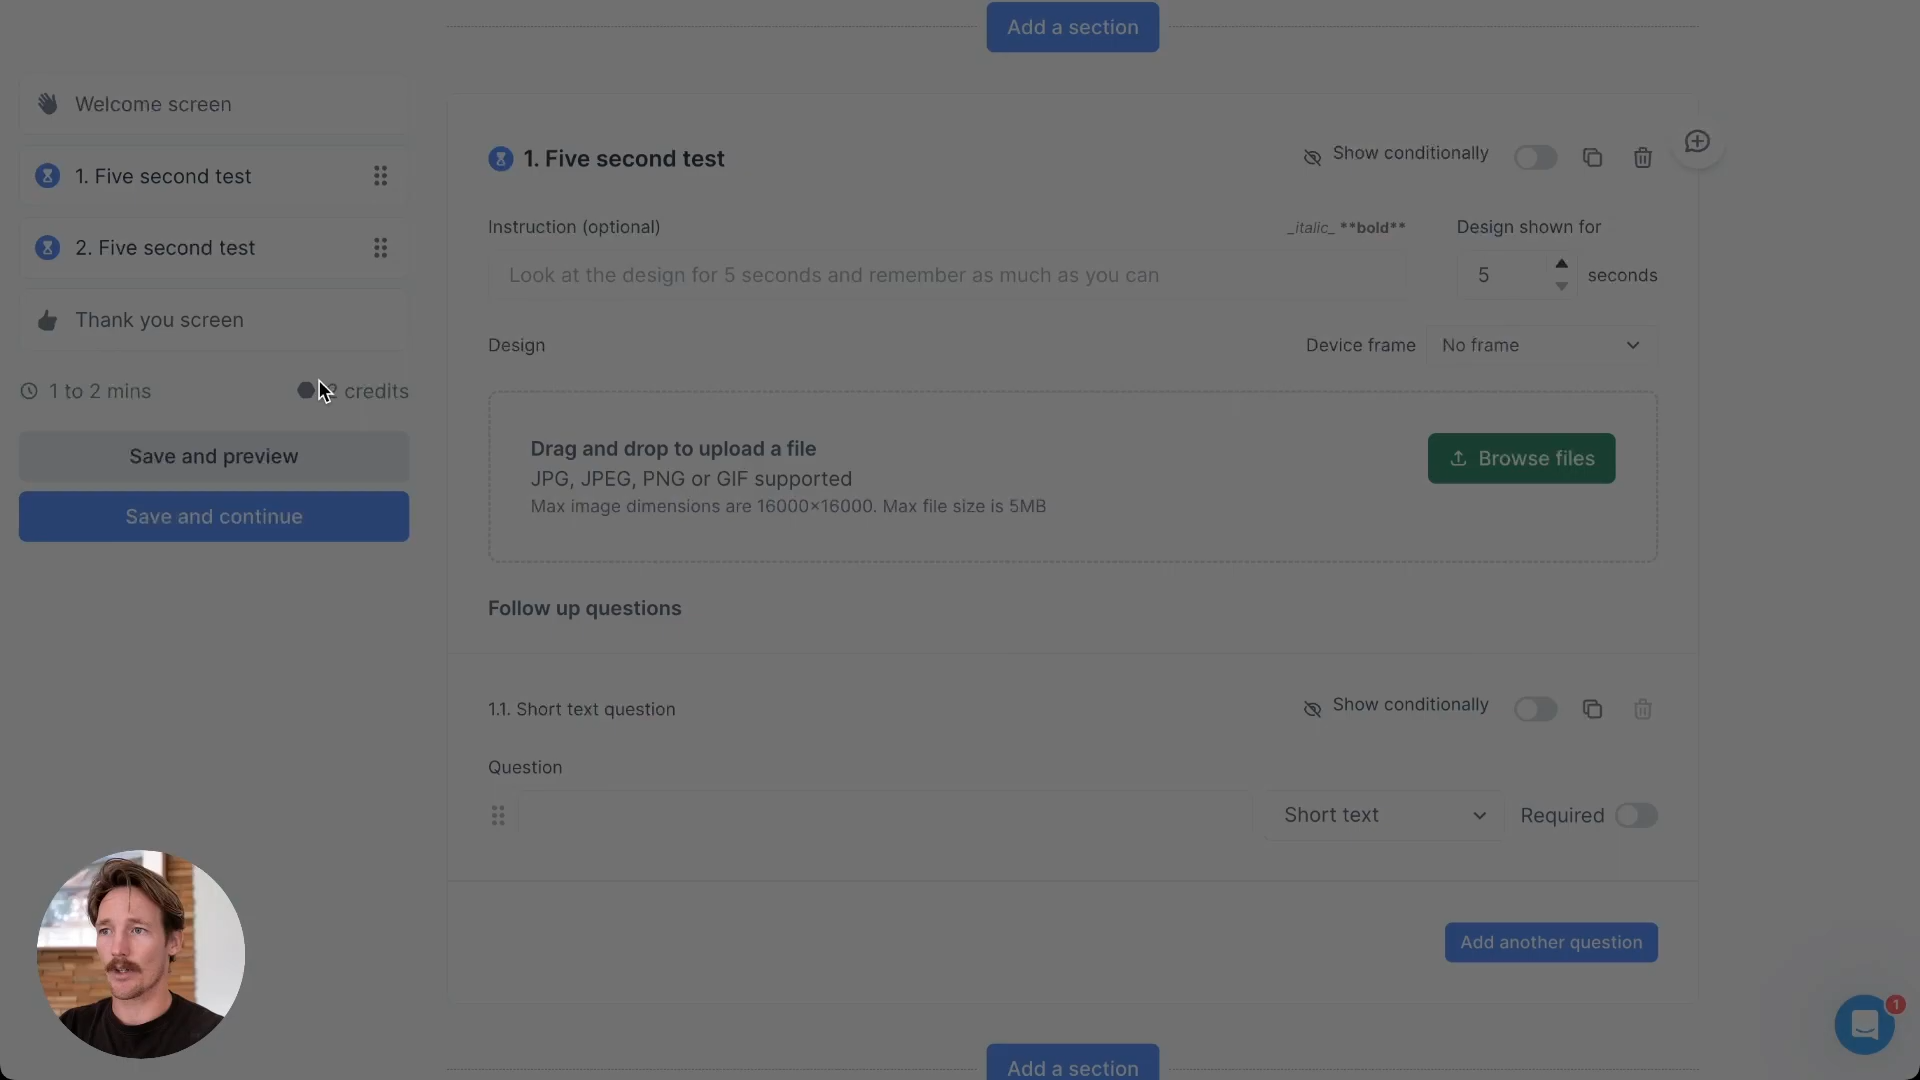 Add a section
Welcome screen
1. Five second test
2. Five second test
Thank you screen
1 to 2 mins
credits
Save and preview
Save and continue
1. Five second test
Show conditionally
Instruction (optional)
_italic_ **bold**
Design shown for
Look at the design for 5 seconds and remember as much as you can
5
seconds
Design
Device frame
No frame
Drag and drop to upload a file
JPG, JPEG, PNG or GIF supported
Max image dimensions are 16000×16000. Max file size is 5MB
Browse files
Follow up questions
1.1. Short text question
Show conditionally
Question
Short text
Required
Add another question
Add a section
1